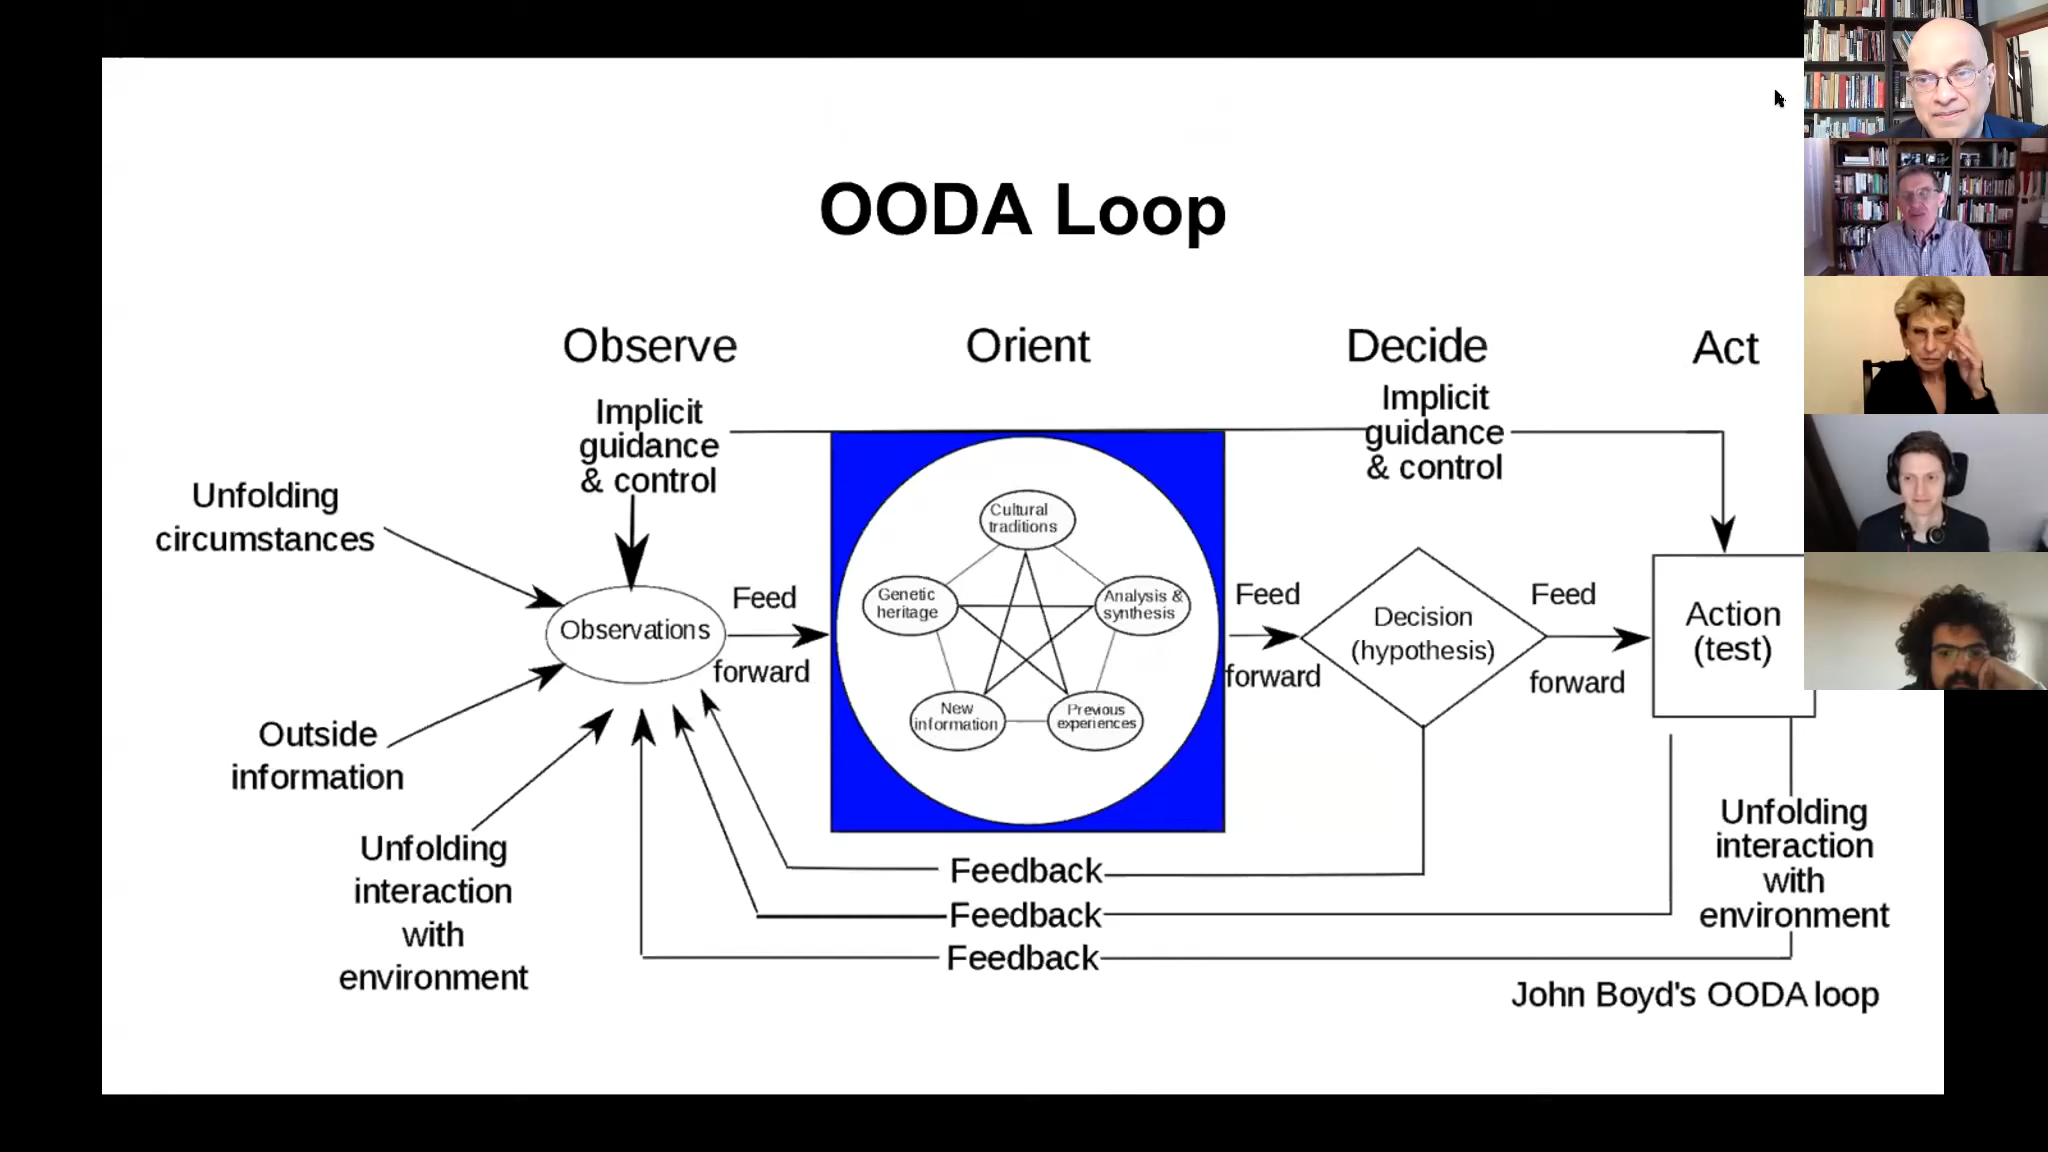 OODA Loop
Observe
Orient
Decide
Act
Implicit
guidance
& control
Implicit
guidance
& control
Unfolding
circumstances
Cultural
traditions
Genetic
heritage
Analysis &
synthesis
New
information
Previous
experiences
Observations
Feed
forward
Feed
forward
Decision
(hypothesis)
Feed
forward
Action
(test)
Outside
information
Unfolding
interaction
with
environment
Feedback
Feedback
Feedback
Unfolding
interaction
with
environment
John Boyd's OODA loop